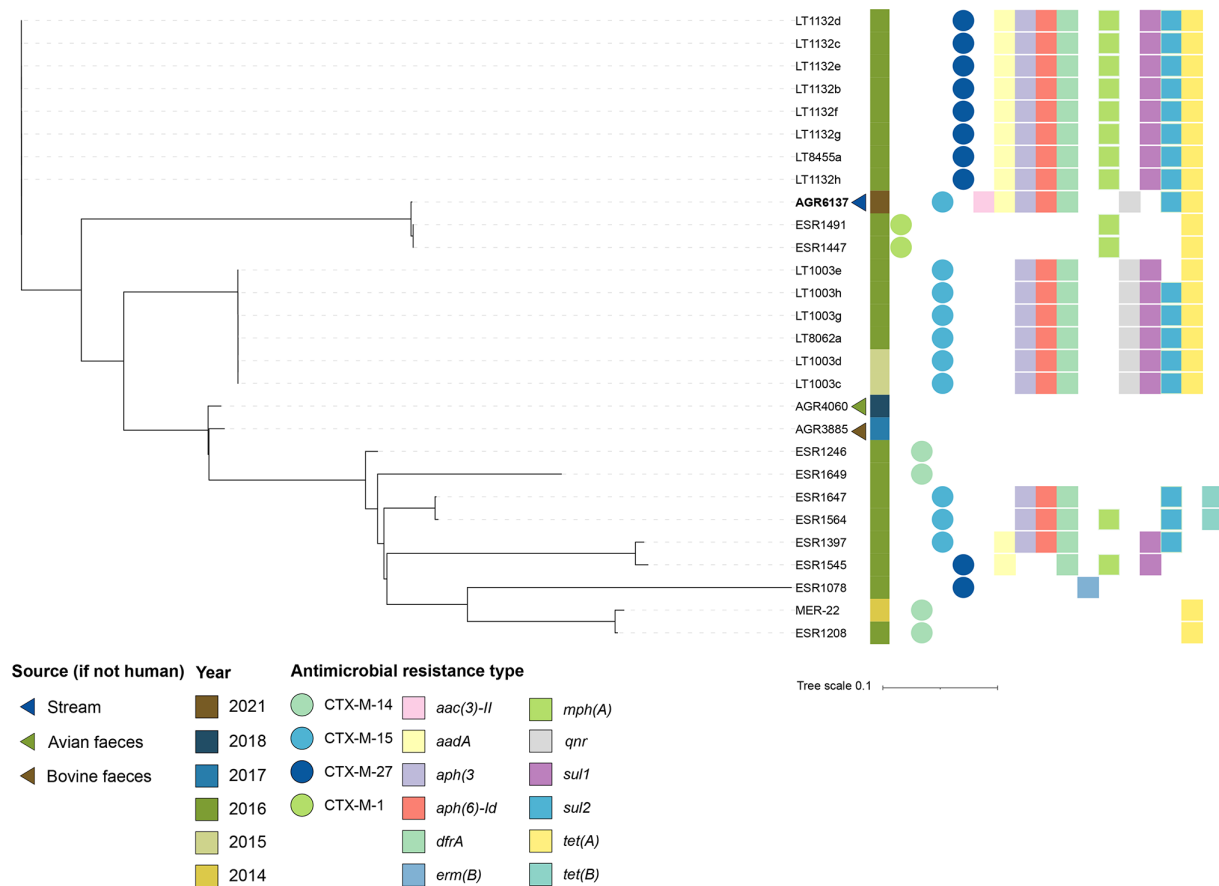 LT1132d
LT1132c
LT1132e
LT1132b
LT1132f
LT1132g
LT8455a
LT1132h
AGR6137
ESR1491
ESR1447
LT1003e
LT1003h
LT1003g
LT8062a
LT1003d
LT1003c
AGR4060
AGR3885
ESR1246
ESR1649
ESR1647
ESR1564
ESR1397
ESR1545
ESR1078
MER-22
ESR1208
Tree scale 0.1
Source (if not human)
Stream
Avian faeces
Bovine faeces
Year
2021
2018
2017
2016
2015
2014
Antimicrobial resistance type
CTX-M-14
CTX-M-15
CTX-M-27
CTX-M-1
aac(3)-II
aadA
aph(3
aph(6)-Id
dfrA
erm(B)
mph(A)
qnr
sul1
sul2
tet(A)
tet(B)